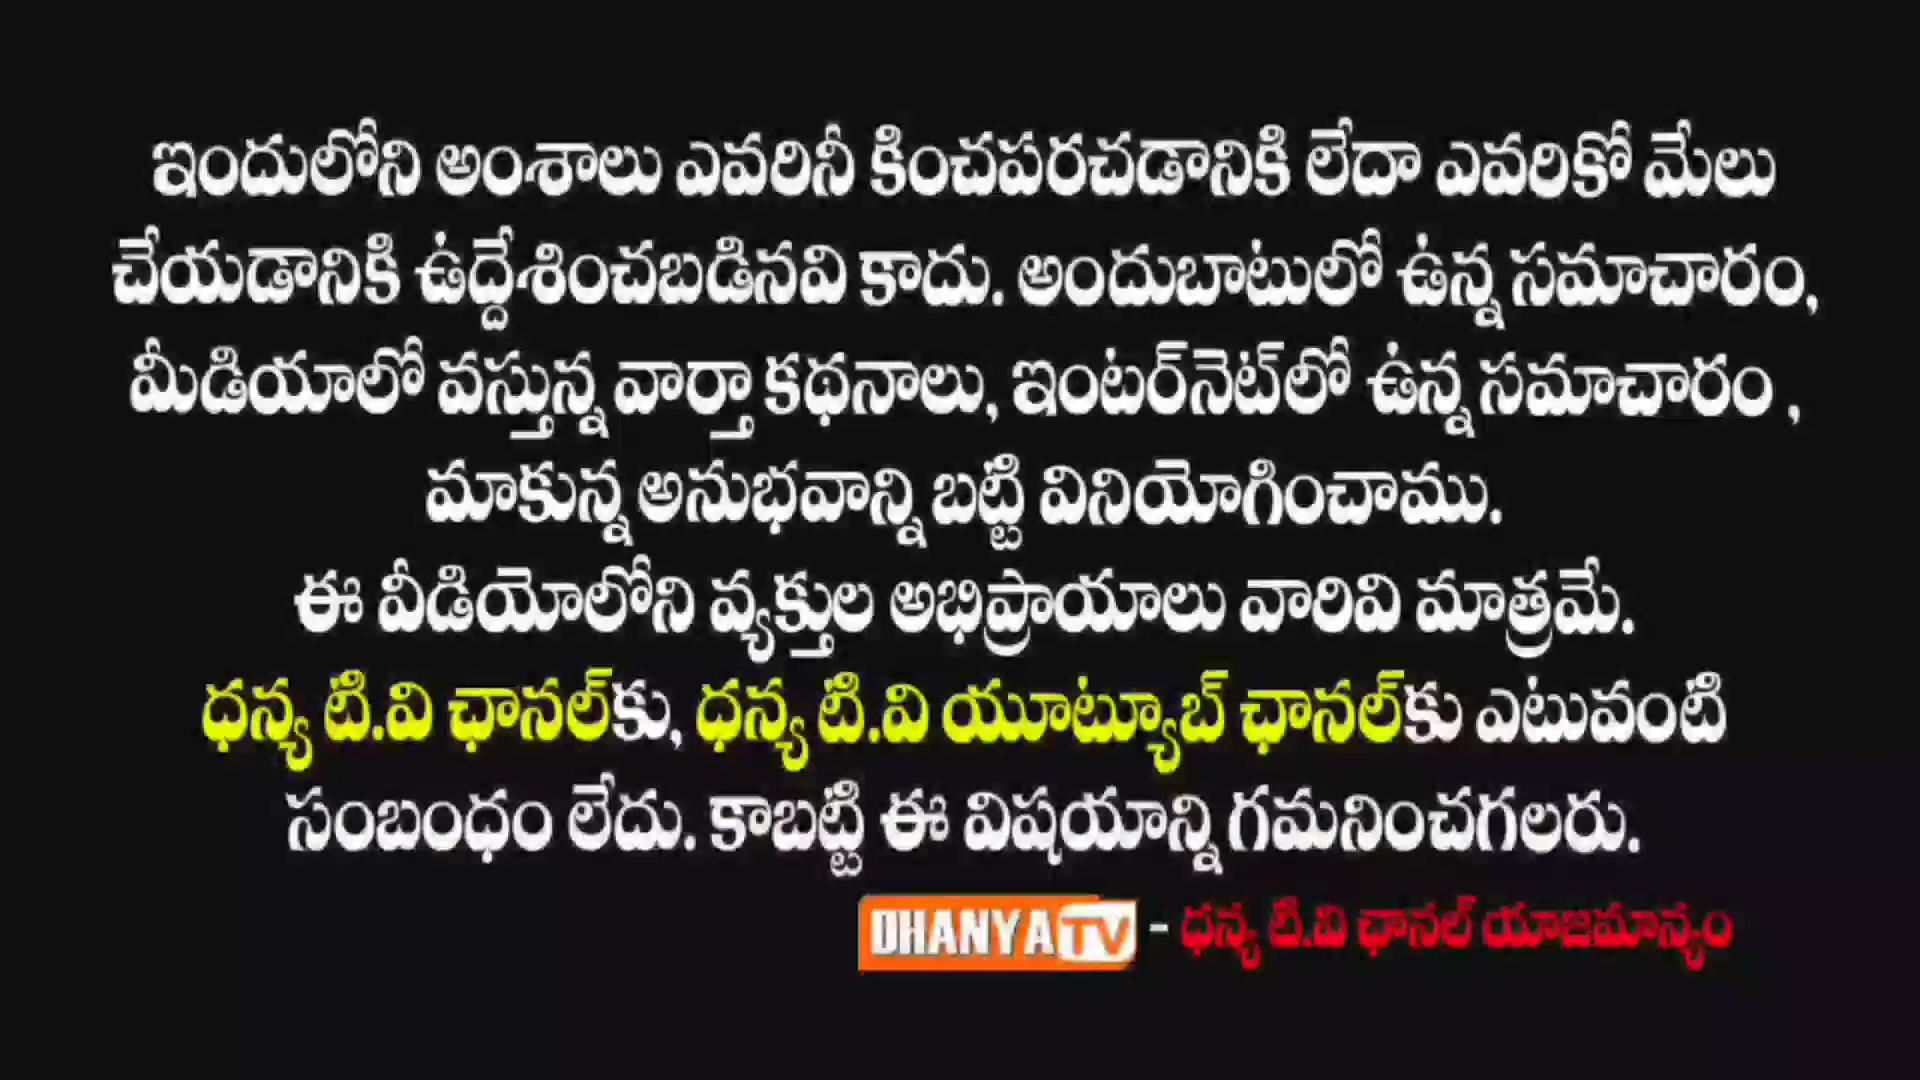 ఇందులోని అంశాలు ఎవరినీ కించపరచడానికి లేదా ఎవరికో మేలు
చేయడానికి ఉద్దేశించబడినవి కాదు. అందుబాటులో ఉన్న సమాచారం,
మీడియాలో వస్తున్న వార్తా కథనాలు, ఇంటర్‌నెట్‌లో ఉన్న సమాచారం ,
మాకున్న అనుభవాన్ని బట్టి వినియోగించాము.
ఈ వీడియోలోని వ్యక్తుల అభిప్రాయాలు వారివి మాత్రమే.
ధన్య టి.వి ఛానల్‌కు, ధన్య టి.వి యూట్యూబ్ ఛానల్‌కు ఎటువంటి
సంబంధం లేదు. కాబట్టి ఈ విషయాన్ని గమనించగలరు.
DHANYA TV - ధన్య టి.వి ఛానల్ యాజమాన్యం